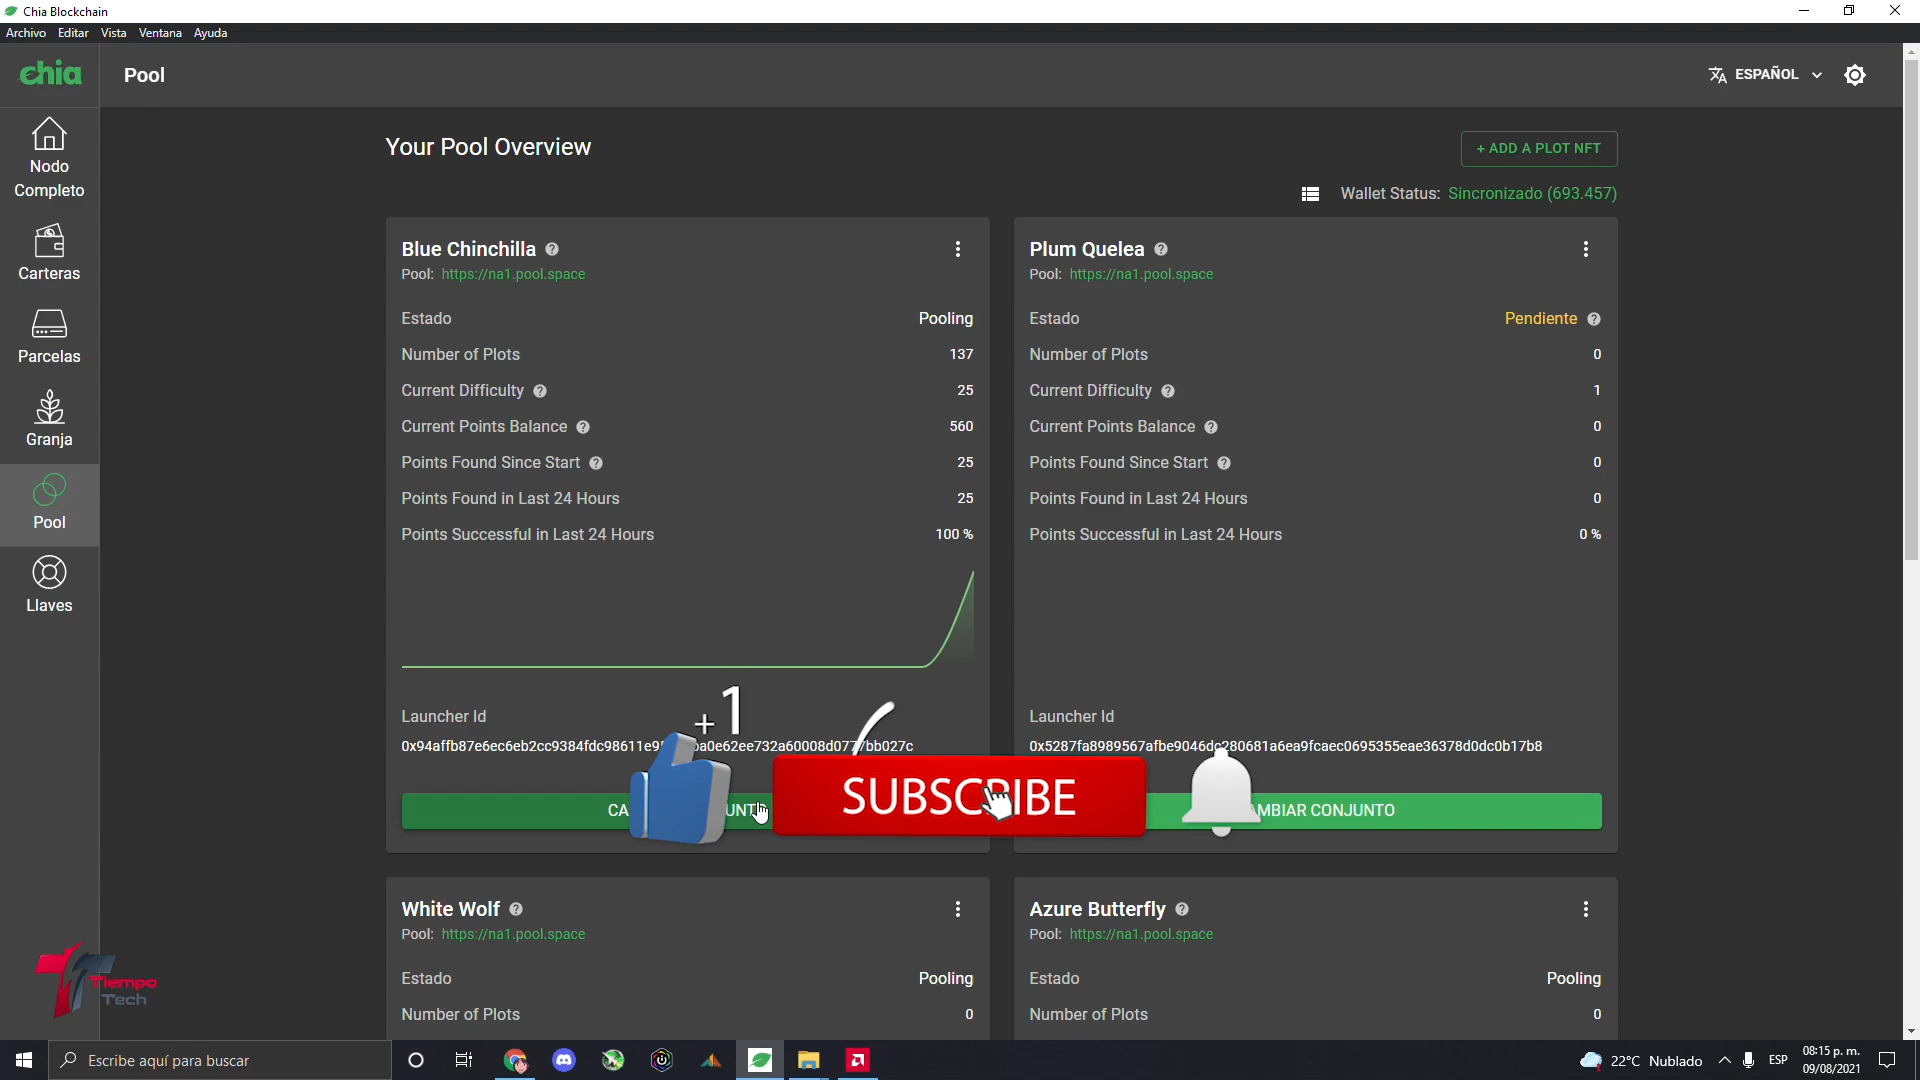 Chia Blockchain
Archivo Editar Vista Ventana Ayuda
chia
Pool
ESPAÑOL
Nodo
Completo
Carteras
Parcelas
Granja
Pool
Llaves
Your Pool Overview
+ ADD A PLOT NFT
Wallet Status: Sincronizado (693.457)
Blue Chinchilla
Pool: https://na1.pool.space
Estado Pooling
Number of Plots 137
Current Difficulty 25
Current Points Balance 560
Points Found Since Start 25
Points Found in Last 24 Hours 25
Points Successful in Last 24 Hours 100 %
Launcher Id
Plum Quelea
Pool: https://na1.pool.space
Estado Pendiente
Number of Plots 0
Current Difficulty 1
Current Points Balance 0
Points Found Since Start 0
Points Found in Last 24 Hours 0
Points Successful in Last 24 Hours 0 %
Launcher Id
+1
SUBSCRIBE
MBIAR CONJUNTO
White Wolf
Pool: https://na1.pool.space
Estado Pooling
Number of Plots 0
Azure Butterfly
Pool: https://na1.pool.space
Estado Pooling
Number of Plots 0
Tiempo
Tech
Escribe aquí para buscar
22°C Nublado
ESP
08:15 p. m.
09/08/2021